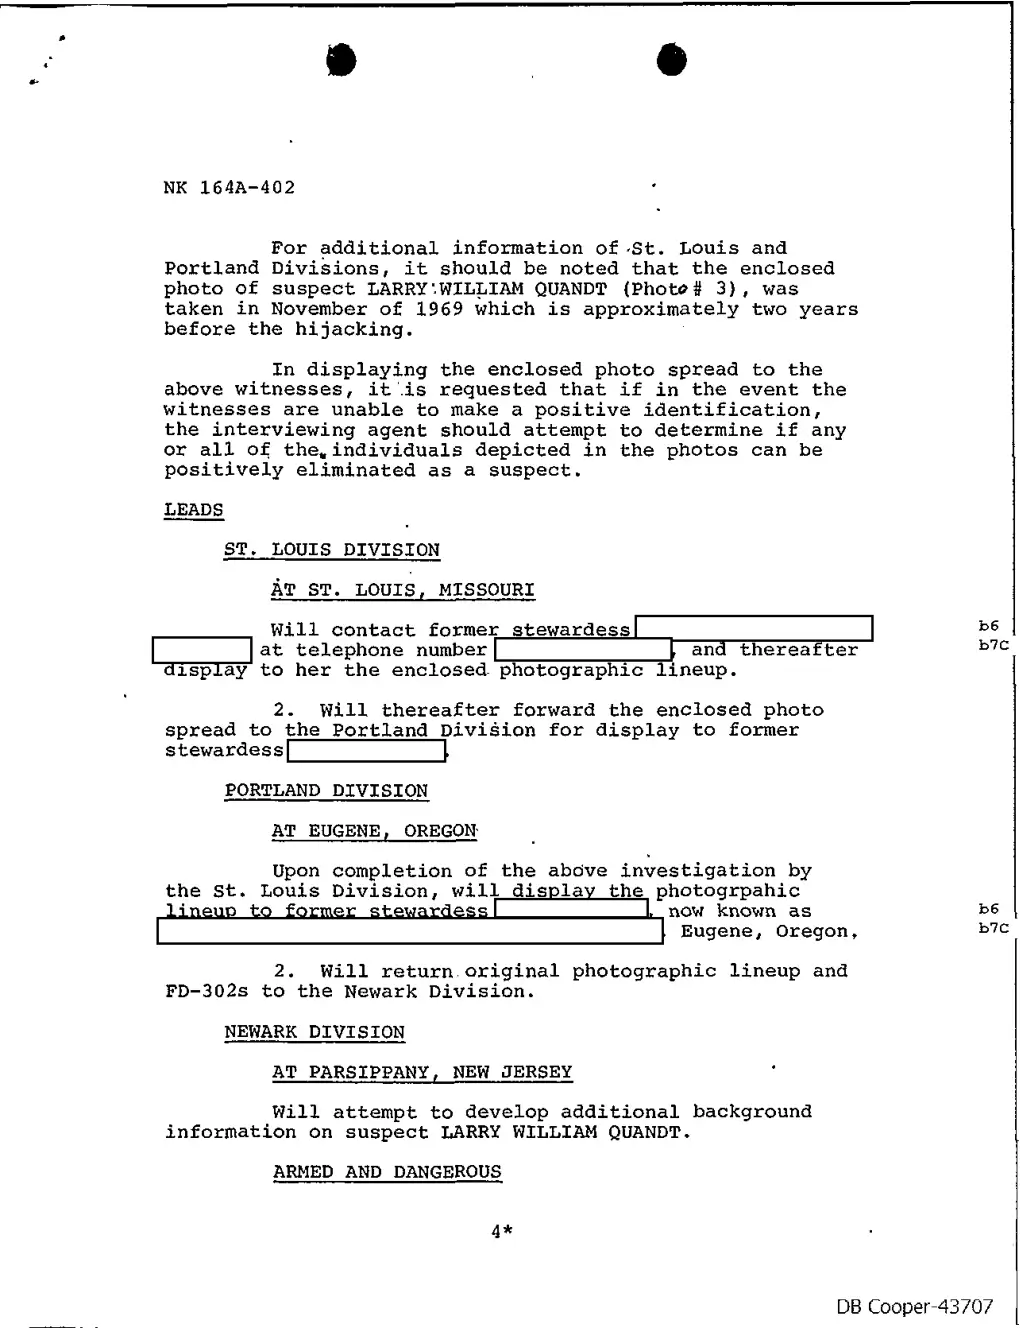 NK 164A-402
For additional information of St. Louis and
Portland Divisions, it should be noted that the enclosed
photo of suspect LARRY WILLIAM QUANDT (Photo # 3), was
taken in November of 1969 which is approximately two years
before the hijacking.
In displaying the enclosed photo spread to the
above witnesses, it is requested that if in the event the
witnesses are unable to make a positive identification,
the interviewing agent should attempt to determine if any
or all of the individuals depicted in the photos can be
positively eliminated as a suspect.
LEADS
ST. LOUIS DIVISION
AT ST. LOUIS, MISSOURI
Will contact former stewardess
b6
at telephone number , and thereafter
b7C
display to her the enclosed photographic lineup.
2. Will thereafter forward the enclosed photo
spread to the Portland Division for display to former
stewardess .
PORTLAND DIVISION
AT EUGENE, OREGON
Upon completion of the above investigation by
the St. Louis Division, will display the photogrpahic
lineup to former stewardess , now known as
b6
Eugene, Oregon.
b7C
2. Will return original photographic lineup and
FD-302s to the Newark Division.
NEWARK DIVISION
AT PARSIPPANY, NEW JERSEY
Will attempt to develop additional background
information on suspect LARRY WILLIAM QUANDT.
ARMED AND DANGEROUS
4*
DB Cooper-43707